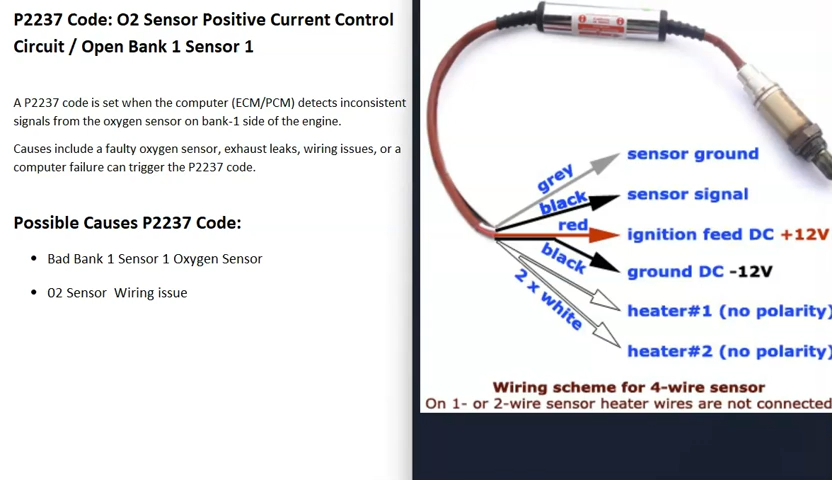 P2237 Code: O2 Sensor Positive Current Control
Circuit / Open Bank 1 Sensor 1
A P2237 code is set when the computer (ECM/PCM) detects inconsistent
signals from the oxygen sensor on bank-1 side of the engine.
Causes include a faulty oxygen sensor, exhaust leaks, wiring issues, or a
computer failure can trigger the P2237 code.
Possible Causes P2237 Code:
• Bad Bank 1 Sensor 1 Oxygen Sensor
• 02 Sensor Wiring issue
grey
sensor ground
black
sensor signal
red
ignition feed DC +12V
black
ground DC -12V
2 x white
heater#1 (no polarity)
heater#2 (no polarity)
Wiring scheme for 4-wire sensor
On 1- or 2-wire sensor heater wires are not connected